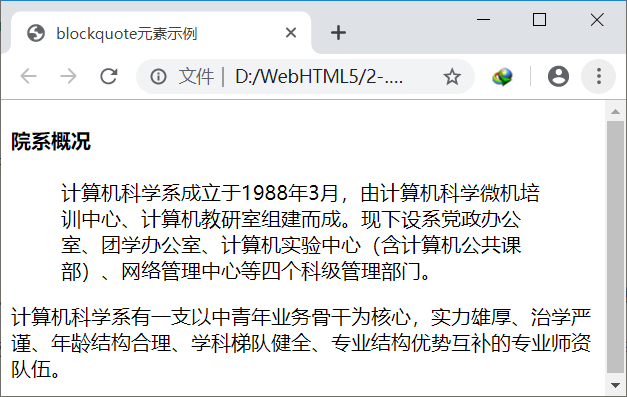 blockquote元素示例
文件 | D:/WebHTML5/2-....
院系概况
计算机科学系成立于1988年3月，由计算机科学微机培
训中心、计算机教研室组建而成。现下设系党政办公
室、团学办公室、计算机实验中心（含计算机公共课
部）、网络管理中心等四个科级管理部门。
计算机科学系有一支以中青年业务骨干为核心，实力雄厚、治学严
谨、年龄结构合理、学科梯队健全、专业结构优势互补的专业师资
队伍。